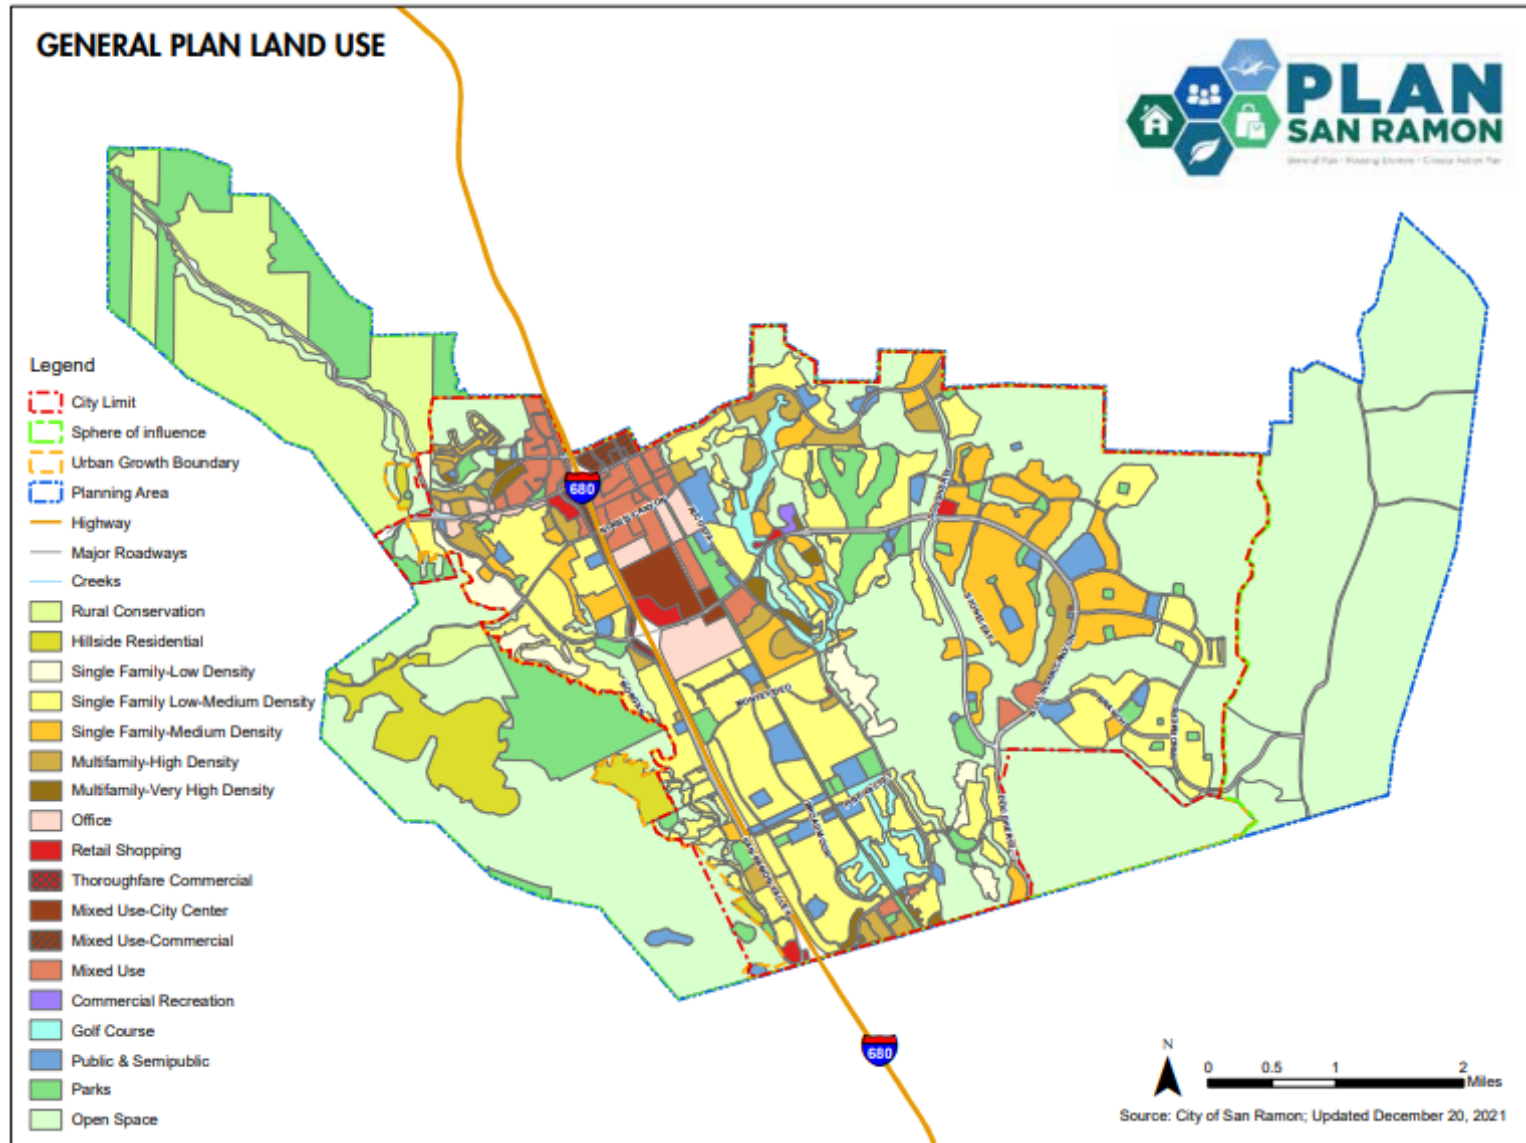 GENERAL PLAN LAND USE
PLAN
SAN RAMON
Legend
City Limit
Sphere of influence
Urban Growth Boundary
Planning Area
Highway
Major Roadways
Creeks
Rural Conservation
Hillside Residential
Single Family-Low Density
Single Family Low-Medium Density
Single Family-Medium Density
Multifamily-High Density
Multifamily-Very High Density
Office
Retail Shopping
Thoroughfare Commercial
Mixed Use-City Center
Mixed Use-Commercial
Mixed Use
Commercial Recreation
Golf Course
Public & Semipublic
Parks
Open Space
680
MONTEVIDEO
680
N
0 0.5 1 2
Miles
Source: City of San Ramon; Updated December 20, 2021